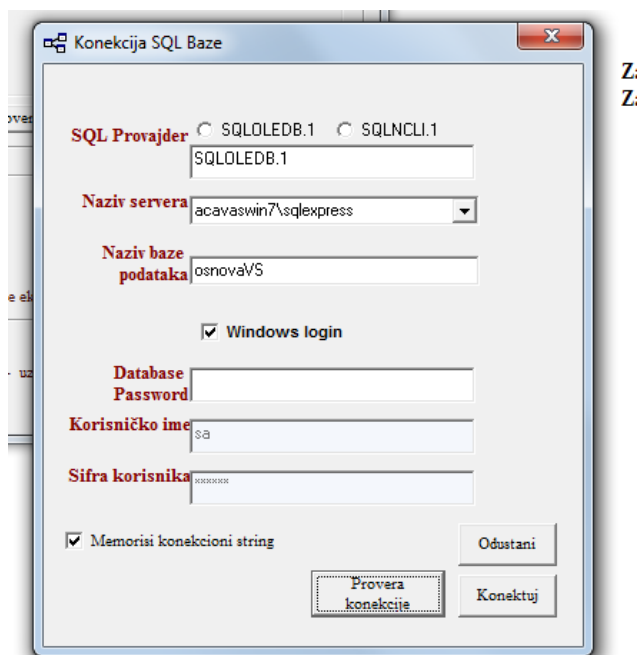 Konekcija SQL Baze
SQL Provajder
SQLOLEDB.1 SQLNCLI.1
SQLOLEDB.1
Naziv servera
acavaswin7\sqlexpress
Naziv baze
podataka
osnovaVS
Windows login
Database
Password
Korisničko ime
sa
Sifra korisnika
xxxxxx
Memorisi konekcioni string
Odustani
Provera
konekcije
Konektuj